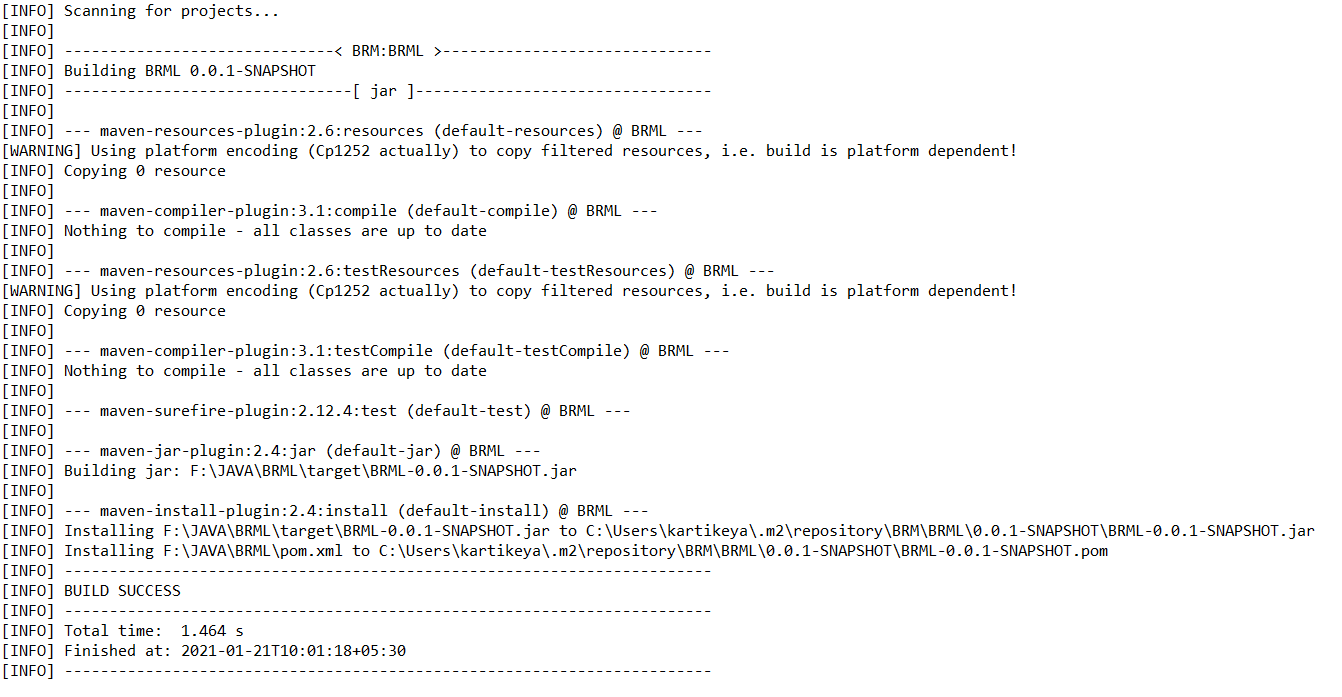 [INFO] Scanning for projects...
[INFO]
[INFO] ------------------------------< BRM:BRML >------------------------------
[INFO] Building BRML 0.0.1-SNAPSHOT
[INFO] --------------------------------[ jar ]---------------------------------
[INFO]
[INFO] --- maven-resources-plugin:2.6:resources (default-resources) @ BRML ---
[WARNING] Using platform encoding (Cp1252 actually) to copy filtered resources, i.e. build is platform dependent!
[INFO] Copying 0 resource
[INFO]
[INFO] --- maven-compiler-plugin:3.1:compile (default-compile) @ BRML ---
[INFO] Nothing to compile - all classes are up to date
[INFO]
[INFO] --- maven-resources-plugin:2.6:testResources (default-testResources) @ BRML ---
[WARNING] Using platform encoding (Cp1252 actually) to copy filtered resources, i.e. build is platform dependent!
[INFO] Copying 0 resource
[INFO]
[INFO] --- maven-compiler-plugin:3.1:testCompile (default-testCompile) @ BRML ---
[INFO] Nothing to compile - all classes are up to date
[INFO]
[INFO] --- maven-surefire-plugin:2.12.4:test (default-test) @ BRML ---
[INFO]
[INFO] --- maven-jar-plugin:2.4:jar (default-jar) @ BRML ---
[INFO] Building jar: F:\JAVA\BRML\target\BRML-0.0.1-SNAPSHOT.jar
[INFO]
[INFO] --- maven-install-plugin:2.4:install (default-install) @ BRML ---
[INFO] Installing F:\JAVA\BRML\target\BRML-0.0.1-SNAPSHOT.jar to C:\Users\kartikeya\.m2\repository\BRM\BRML\0.0.1-SNAPSHOT\BRML-0.0.1-SNAPSHOT.jar
[INFO] Installing F:\JAVA\BRML\pom.xml to C:\Users\kartikeya\.m2\repository\BRM\BRML\0.0.1-SNAPSHOT\BRML-0.0.1-SNAPSHOT.pom
[INFO] ------------------------------------------------------------------------
[INFO] BUILD SUCCESS
[INFO] ------------------------------------------------------------------------
[INFO] Total time:  1.464 s
[INFO] Finished at: 2021-01-21T10:01:18+05:30
[INFO] ------------------------------------------------------------------------